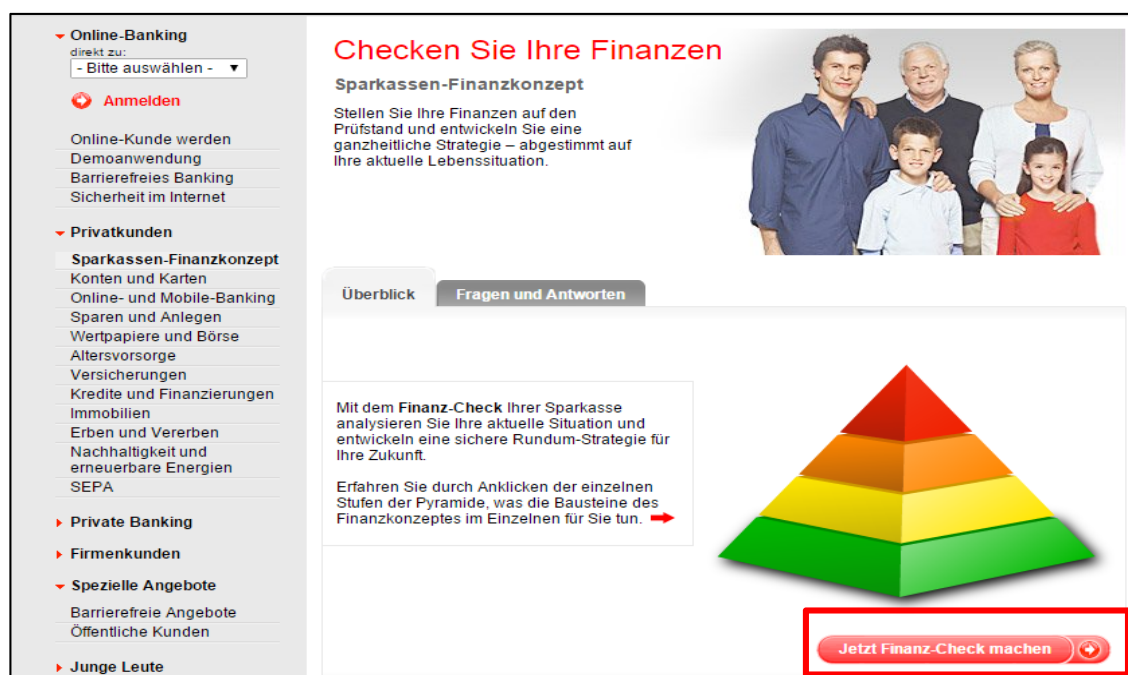 Online-Banking
direkt zu:
- Bitte auswählen -
Anmelden
Online-Kunde werden
Demoanwendung
Barrierefreies Banking
Sicherheit im Internet
Privatkunden
Sparkassen-Finanzkonzept
Konten und Karten
Online- und Mobile-Banking
Sparen und Anlegen
Wertpapiere und Börse
Altersvorsorge
Versicherungen
Kredite und Finanzierungen
Immobilien
Erben und Vererben
Nachhaltigkeit und
erneuerbare Energien
SEPA
Private Banking
Firmenkunden
Spezielle Angebote
Barrierefreie Angebote
Öffentliche Kunden
Junge Leute
Checken Sie Ihre Finanzen
Sparkassen-Finanzkonzept
Stellen Sie Ihre Finanzen auf den
Prüfstand und entwickeln Sie eine
ganzheitliche Strategie – abgestimmt auf
Ihre aktuelle Lebenssituation.
Überblick
Fragen und Antworten
Mit dem Finanz-Check Ihrer Sparkasse
analysieren Sie Ihre aktuelle Situation und
entwickeln eine sichere Rundum-Strategie für
Ihre Zukunft.
Erfahren Sie durch Anklicken der einzelnen
Stufen der Pyramide, was die Bausteine des
Finanzkonzeptes im Einzelnen für Sie tun.
Jetzt Finanz-Check machen